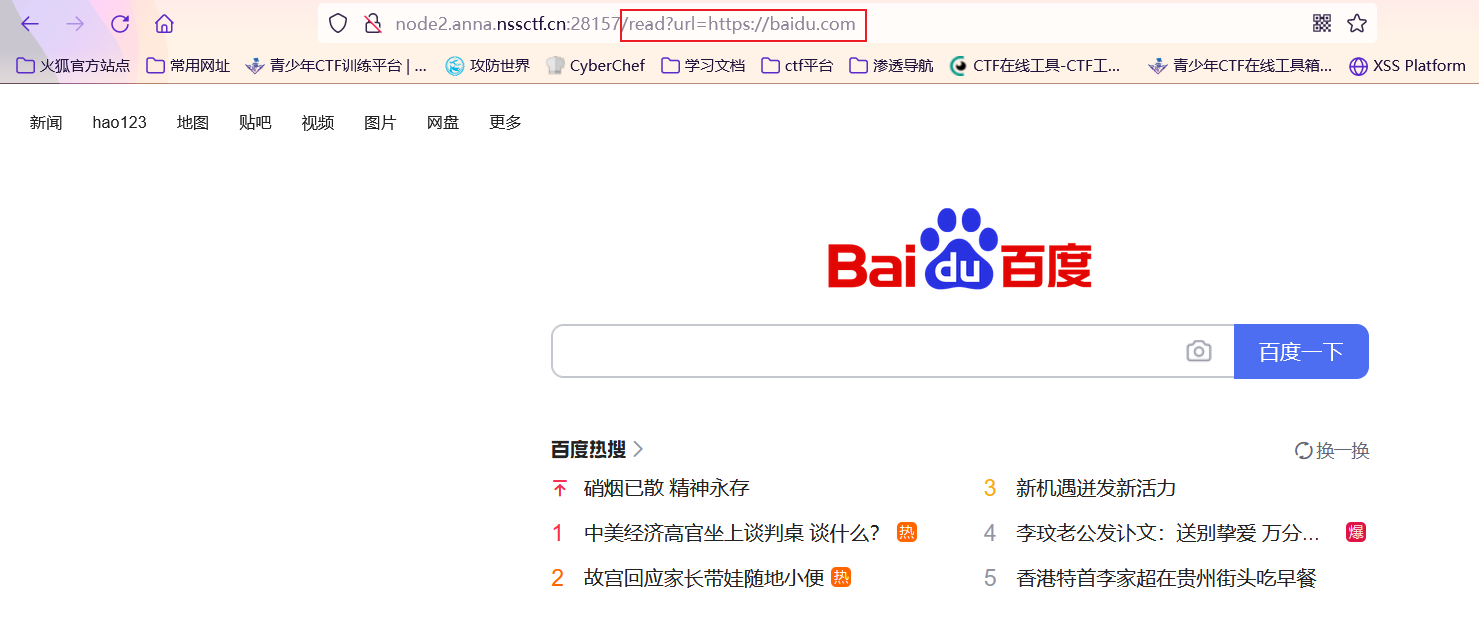 node2.anna.nssctf.cn:28157/read?url=https://baidu.com
火狐官方站点 常用网址 青少年CTF训练平台 | ... 攻防世界 CyberChef 学习文档 ctf平台 渗透导航 CTF在线工具-CTF工... 青少年CTF在线工具箱... XSS Platform
新闻 hao123 地图 贴吧 视频 图片 网盘 更多
Bai du 百度
百度一下
百度热搜 换一换
硝烟已散 精神永存 3 新机遇迸发新活力
1 中美经济高官坐上谈判桌 谈什么? 热 4 李玟老公发讣文：送别挚爱 万分... 爆
2 故宫回应家长带娃随地小便 热 5 香港特首李家超在贵州街头吃早餐